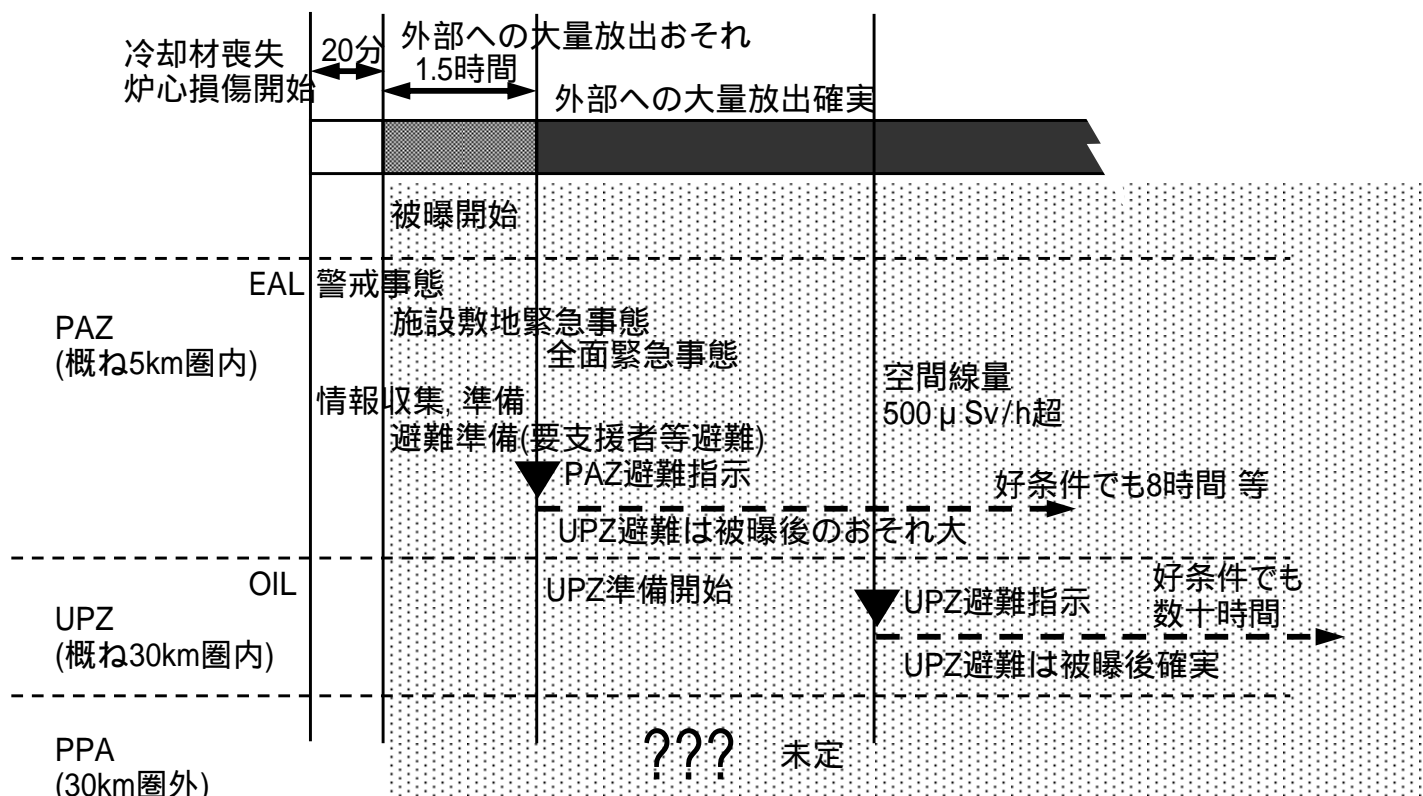 冷却材喪失
炉心損傷開始
20分
外部への大量放出おそれ
1.5時間
外部への大量放出確実
被曝開始
EAL
警戒事態
PAZ
(概ね5km圏内)
施設敷地緊急事態
全面緊急事態
空間線量
500μSv/h超
情報収集, 準備
避難準備(要支援者等避難)
PAZ避難指示
好条件でも8時間 等
UPZ避難は被曝後のおそれ大
OIL
UPZ準備開始
好条件でも
数十時間
UPZ
(概ね30km圏内)
UPZ避難指示
UPZ避難は被曝後確実
PPA
(30km圏外)
??? 未定